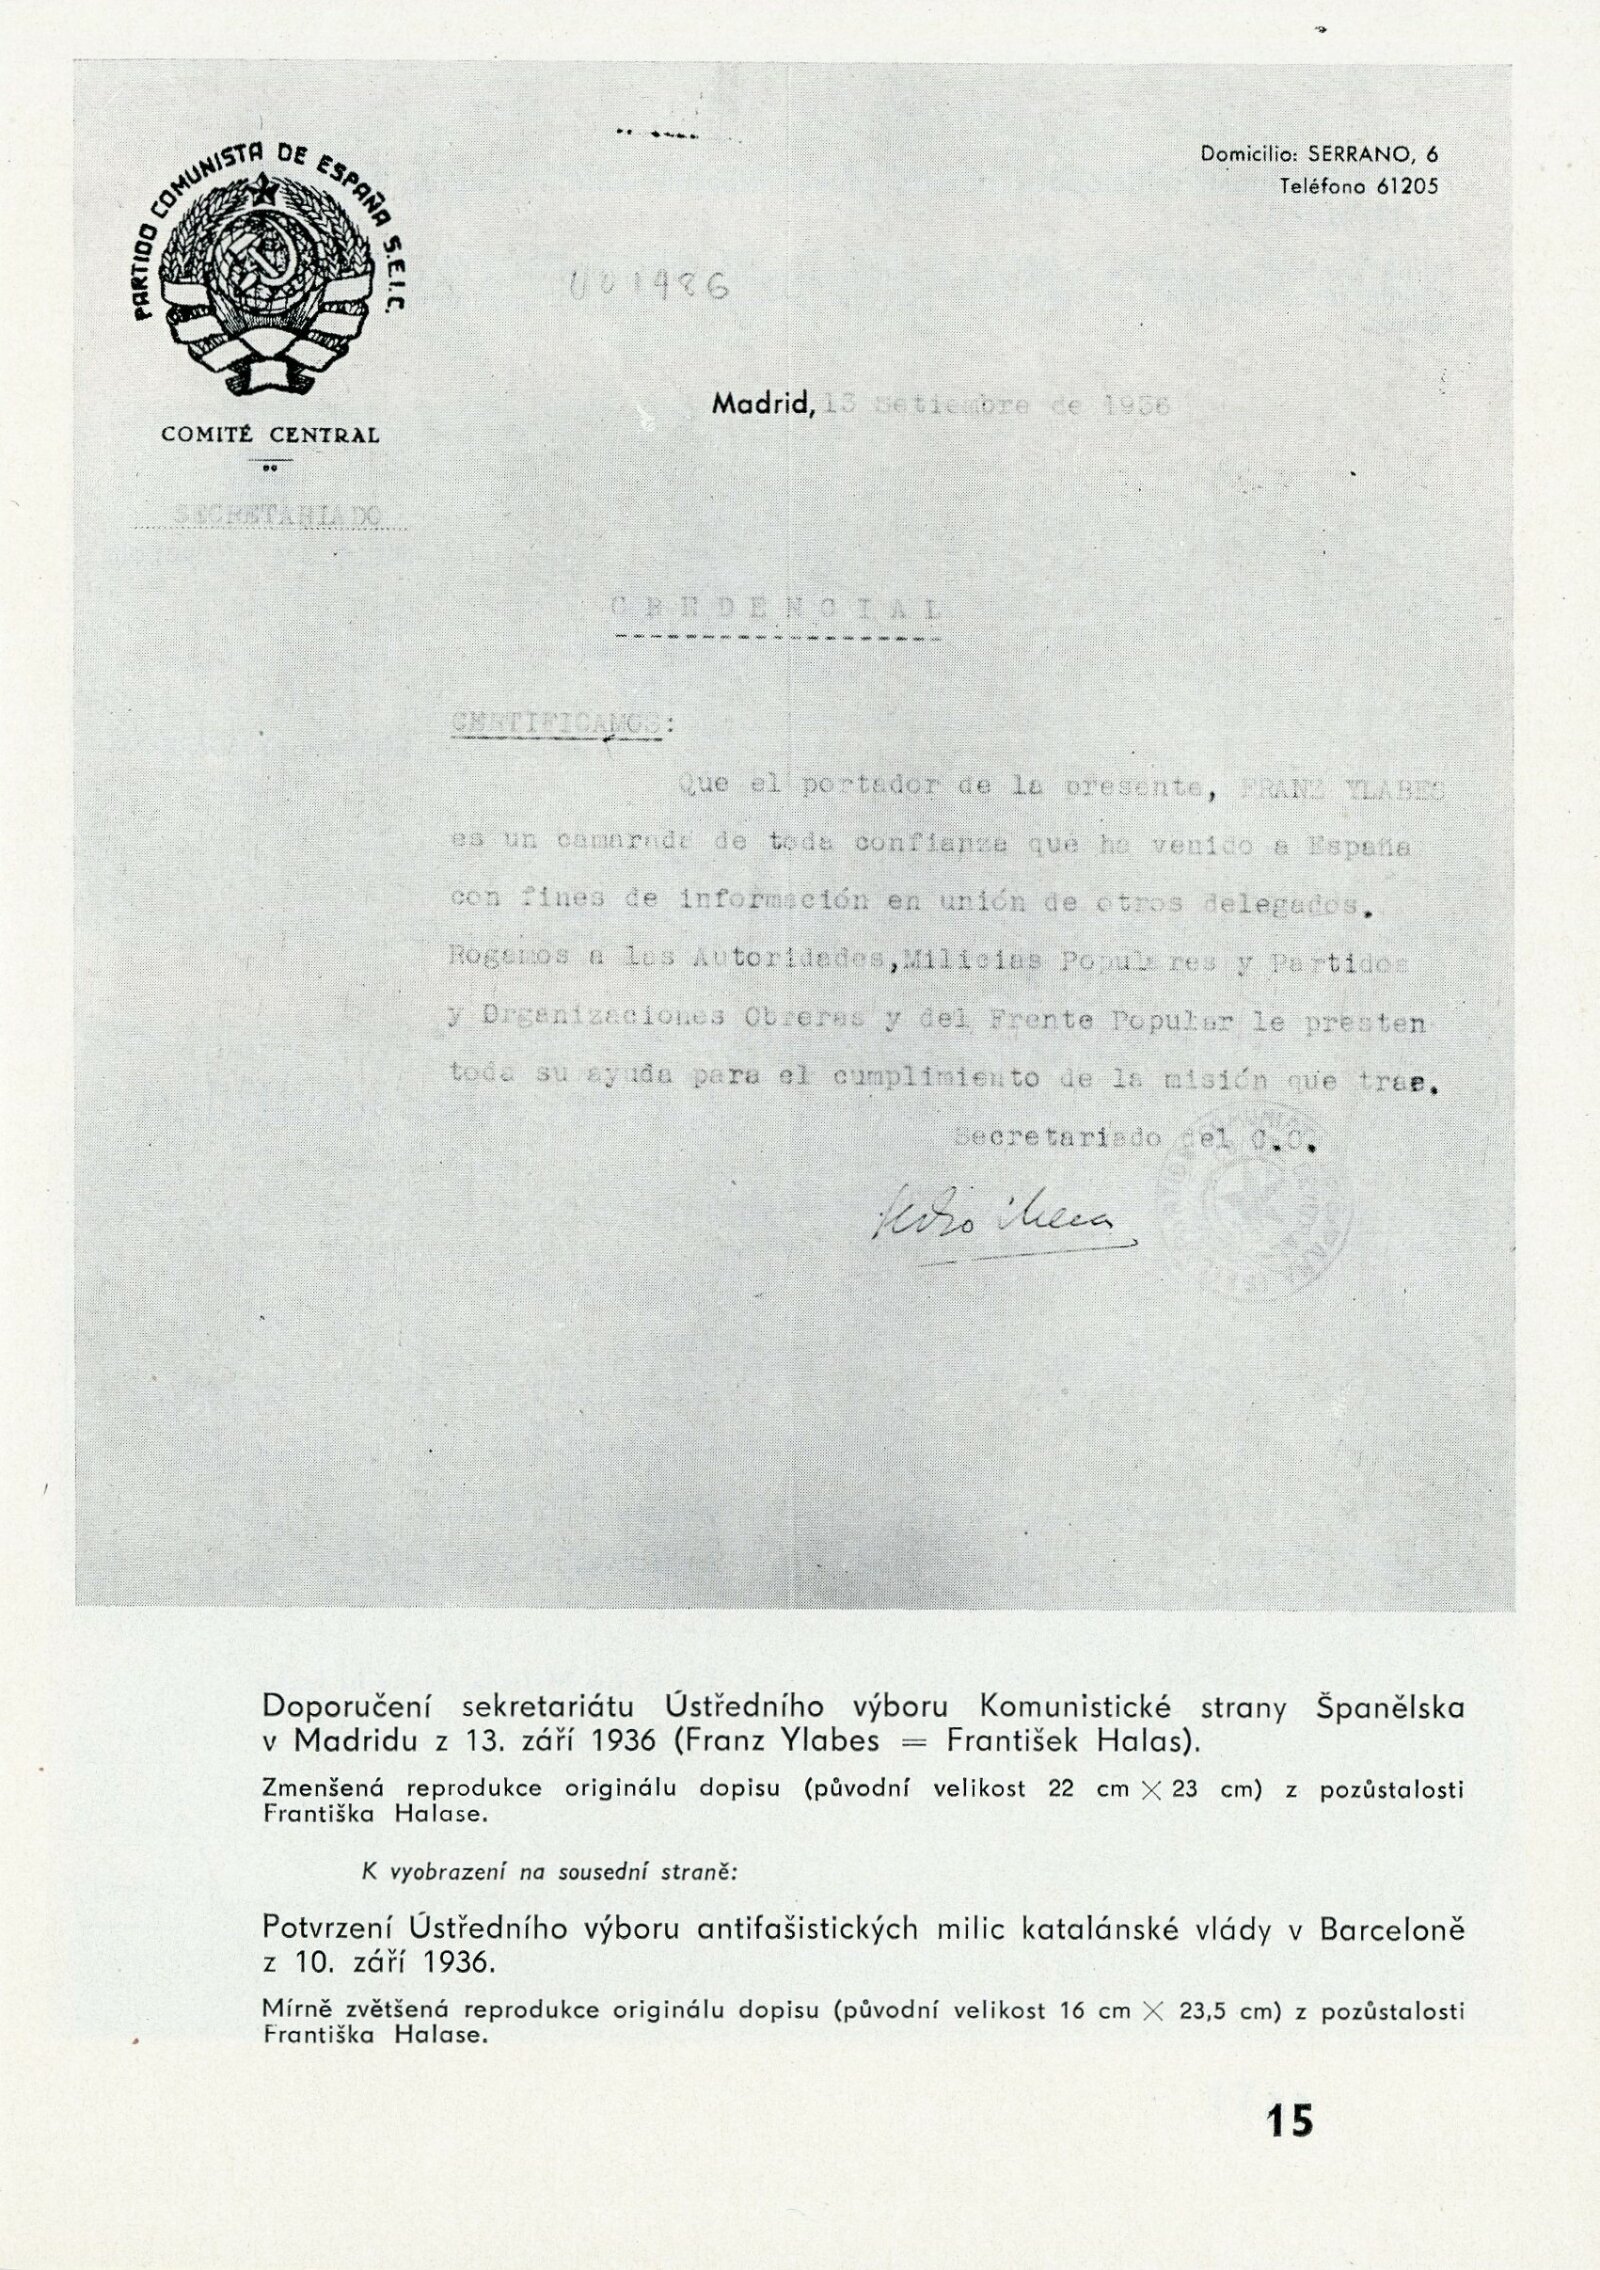 PARTIDO COMUNISTA DE ESPAÑA S.E.I.C.
COMITÉ CENTRAL
SECRETARIADO
Domicilio: SERRANO, 6
Teléfono 61205
1486
Madrid, 13 Setiembre de 1936
CREDENCIAL
CERTIFICAMOS:
Que el portador de la presente, FRANZ YLABES
es un camarada de toda confianza que ha venido a España
con fines de información en unión de otros delegados.
Rogamos a las Autoridades, Milicias Populares y Partidos
y Organizaciones Obreras y del Frente Popular le presten
toda su ayuda para el cumplimiento de la misión que trae.
Secretariado del C.C.
Doporučení sekretariátu Ústředního výboru Komunistické strany Španělska
v Madridu z 13. září 1936 (Franz Ylabes = František Halas).
Zmenšená reprodukce originálu dopisu (původní velikost 22 cm × 23 cm) z pozůstalosti
Františka Halase.
K vyobrazení na sousední straně:
Potvrzení Ústředního výboru antifašistických milic katalánské vlády v Barceloně
z 10. září 1936.
Mírně zvětšená reprodukce originálu dopisu (původní velikost 16 cm × 23,5 cm) z pozůstalosti
Františka Halase.
15